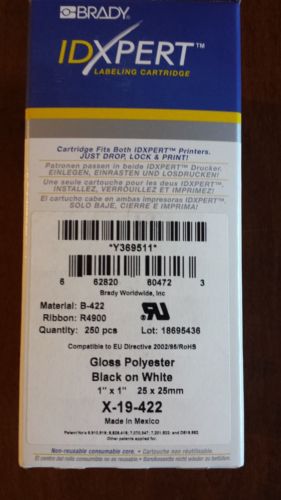 BRADY®
IDXPERT™
LABELING CARTRIDGE
Cartridge Fits Both IDXPERT™ Printers.
JUST DROP, LOCK & PRINT!
Patronen passen in beide IDXPERT™ Drucker.
EINLEGEN, EINRASTEN UND LOSDRUCKEN!
Une seule cartouche pour les deux IDXPERT™,
INSTALLEZ, VERROUILLEZ ET IMPRIMEZ!
El cartucho cabe en ambas impresoras IDXPERT™.
SOLO BAJE, CIERRE E IMPRIMA!
*Y369511*
6 62820 60472 3
Brady Worldwide, Inc
Material: B-422
Ribbon: R4900
Quantity: 250 pcs
Lot: 18695436
Compatible to EU Directive 2002/95/RoHS
Gloss Polyester
Black on White
1" x 1" 25 x 25mm
X-19-422
Made in Mexico
Other patents applied for.
Non-reusable consumable core. • Cartouche non réutilisable.